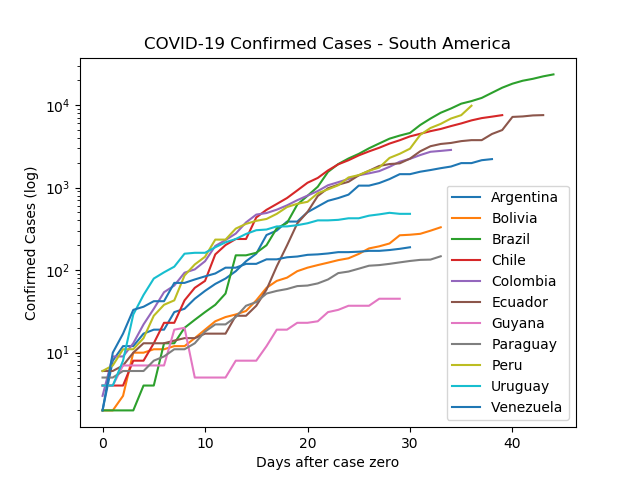 COVID-19 Confirmed Cases - South America
Confirmed Cases (log)
10^4
10^3
10^2
10^1
0
10
20
30
40
Days after case zero
Argentina
Bolivia
Brazil
Chile
Colombia
Ecuador
Guyana
Paraguay
Peru
Uruguay
Venezuela